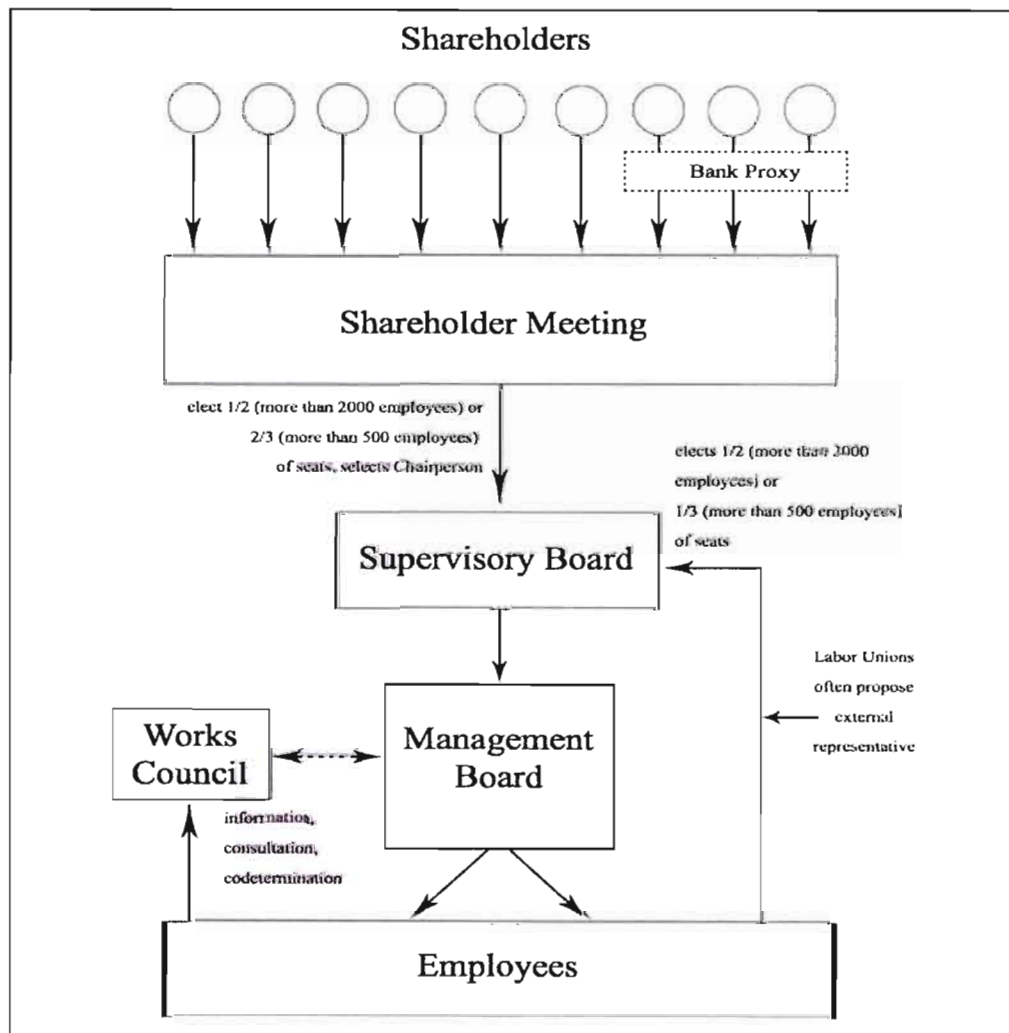 Shareholders
Bank Proxy
Shareholder Meeting
elect 1/2 (more than 2000 employees) or
2/3 (more than 500 employees)
of seats, selects Chairperson
elects 1/2 (more than 2000
employees) or
1/3 (more than 500 employees)
of seats
Supervisory Board
Labor Unions
often propose
external
representative
Works
Council
Management
Board
information,
consultation,
codetermination
Employees